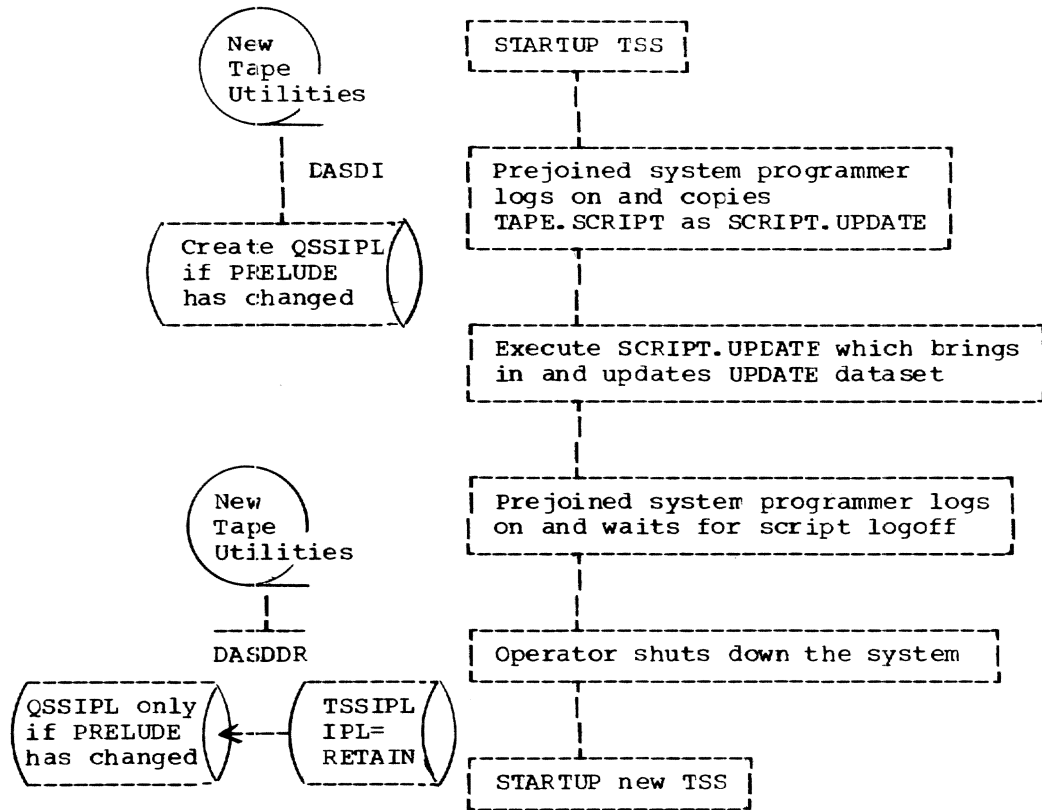 New
Tape
Utilities
DASDI
Create QSSIPL
if PRELUDE
has changed
New
Tape
Utilities
DASDDR
QSSIPL only
if PRELUDE
has changed
TSSIPL
IPL=
RETAIN
STARTUP TSS
Prejoined system programmer
logs on and copies
TAPE.SCRIPT as SCRIPT.UPDATE
Execute SCRIPT.UPDATE which brings
in and updates UPDATE dataset
Prejoined system programmer logs
on and waits for script logoff
Operator shuts down the system
STARTUP new TSS